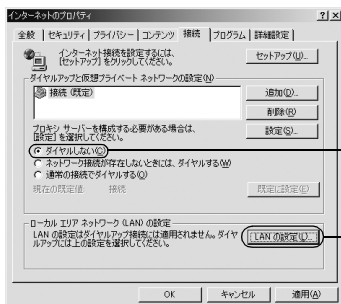 インターネットのプロパティ
全般 セキュリティ プライバシー コンテンツ 接続 プログラム 詳細設定
インターネット接続を設定するには、
[セットアップ] をクリックしてください。
セットアップ(U)...
ダイヤルアップと仮想プライベート ネットワークの設定(N)
接続 (既定)
追加(D)...
削除(R)
プロキシ サーバーを構成する必要がある場合は、
[設定] を選択してください。
設定(S)...
ダイヤルしない(C)
ネットワーク接続が存在しないときには、ダイヤルする(W)
通常の接続でダイヤルする(O)
現在の既定値: 接続
既定に設定(E)
ローカル エリア ネットワーク (LAN) の設定
LAN の設定はダイヤルアップ接続には適用されません。ダイヤ
ルアップには上の設定を選択してください。
LAN の設定(L)...
OK キャンセル 適用(A)